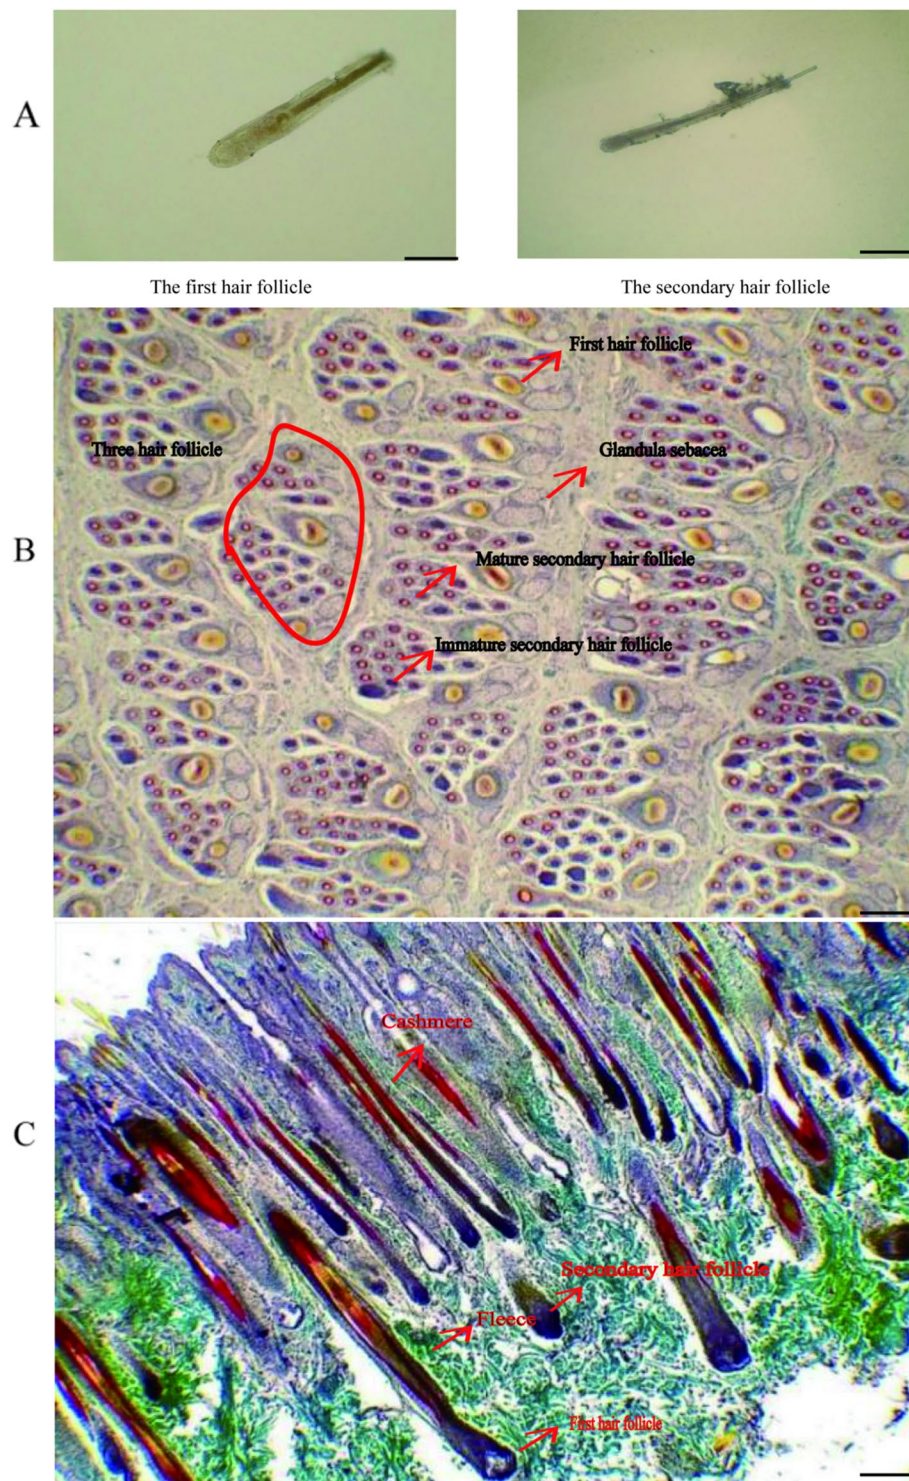 A
The first hair follicle
The secondary hair follicle
B
First hair follicle
Three hair follicle
Glandula sebacea
Mature secondary hair follicle
Immature secondary hair follicle
C
Cashmere
Secondary hair follicle
Fleece
First hair follicle